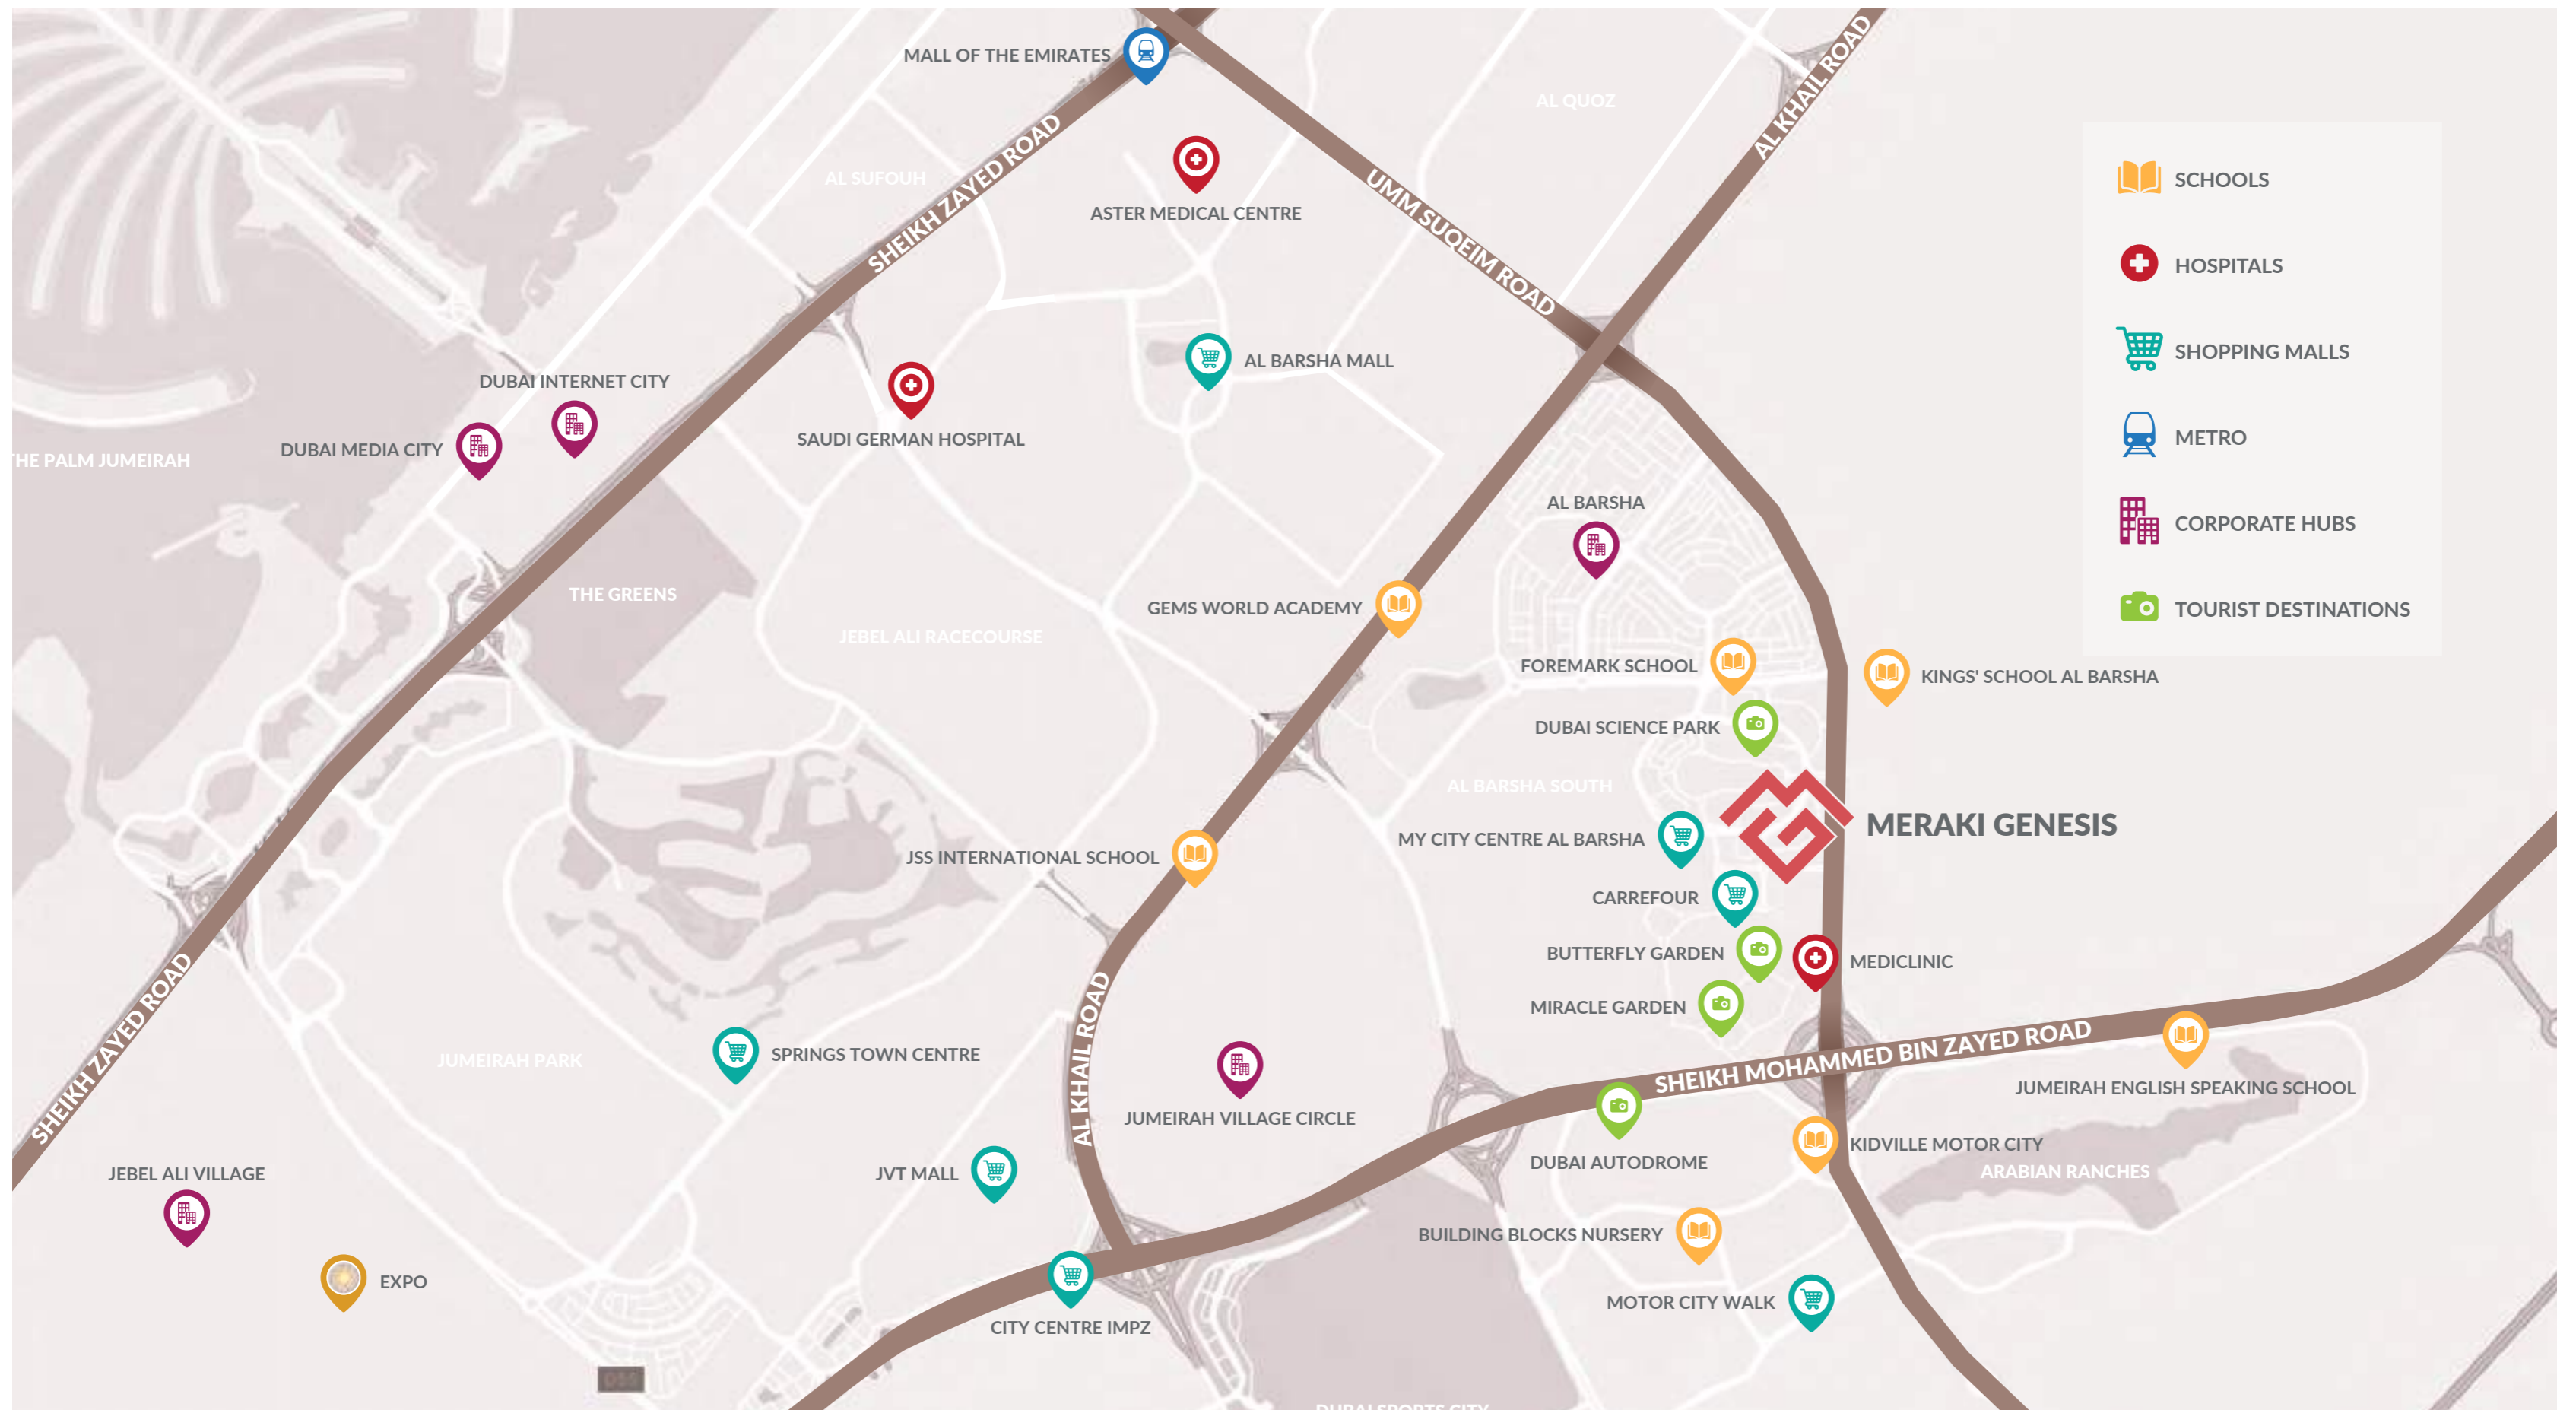 MALL OF THE EMIRATES
AL KHAIL ROAD
AL QUOZ
SHEIKH ZAYED ROAD
AL SUFOUH
SCHOOLS
ASTER MEDICAL CENTRE
UMM SUQEIM ROAD
HOSPITALS
SHOPPING MALLS
AL BARSHA MALL
DUBAI INTERNET CITY
SAUDI GERMAN HOSPITAL
METRO
DUBAI MEDIA CITY
THE PALM JUMEIRAH
AL BARSHA
CORPORATE HUBS
THE GREENS
GEMS WORLD ACADEMY
TOURIST DESTINATIONS
JEBEL ALI RACECOURSE
FOREMARK SCHOOL
KINGS' SCHOOL AL BARSHA
DUBAI SCIENCE PARK
AL BARSHA SOUTH
MERAKI GENESIS
MY CITY CENTRE AL BARSHA
JSS INTERNATIONAL SCHOOL
CARREFOUR
BUTTERFLY GARDEN
MEDICLINIC
MIRACLE GARDEN
SHEIKH ZAYED ROAD
AL KHAIL ROAD
SPRINGS TOWN CENTRE
JUMEIRAH PARK
SHEIKH MOHAMMED BIN ZAYED ROAD
JUMEIRAH ENGLISH SPEAKING SCHOOL
JUMEIRAH VILLAGE CIRCLE
KIDVILLE MOTOR CITY
DUBAI AUTODROME
ARABIAN RANCHES
JEBEL ALI VILLAGE
JVT MALL
BUILDING BLOCKS NURSERY
EXPO
MOTOR CITY WALK
CITY CENTRE IMPZ
DUBAI SPORTS CITY